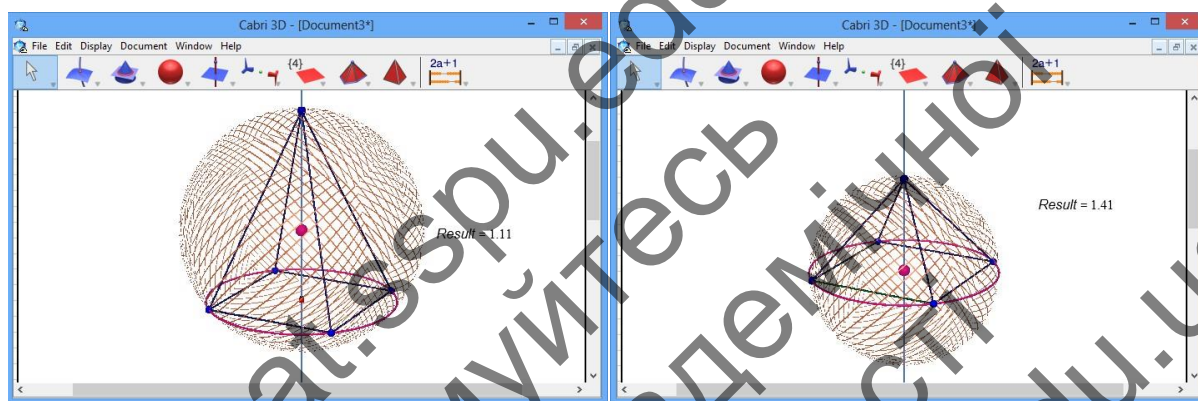 Cabri 3D - [Document3*]
File Edit Display Document Window Help
{4}
2a+1
Result = 1.11
Cabri 3D - [Document3*]
File Edit Display Document Window Help
{4}
2a+1
Result = 1.41